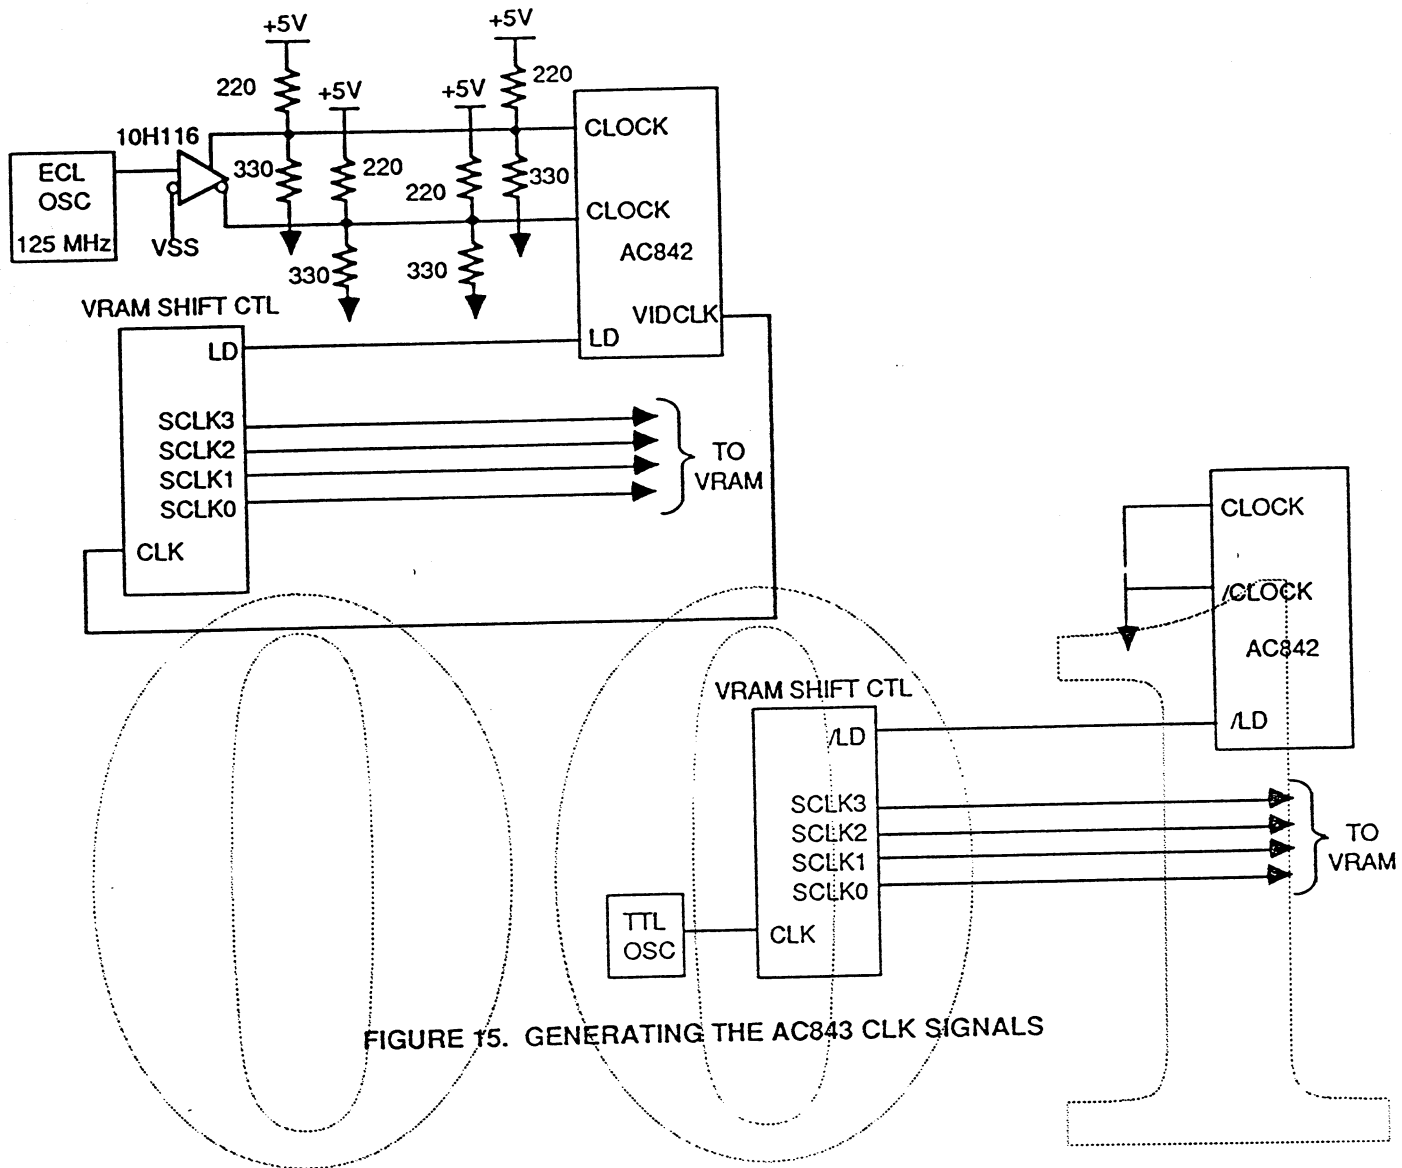 +5V
+5V
220
220
+5V
+5V
10H116
CLOCK
330
220
220
330
ECL
OSC
125 MHz
VSS
CLOCK
AC842
330
330
VIDCLK
LD
VRAM SHIFT CTL
LD
SCLK3
SCLK2
SCLK1
SCLK0
CLK
TO
VRAM
CLOCK
/CLOCK
AC842
/LD
VRAM SHIFT CTL
/LD
SCLK3
SCLK2
SCLK1
SCLK0
CLK
TTL
OSC
TO
VRAM
FIGURE 15. GENERATING THE AC843 CLK SIGNALS
001